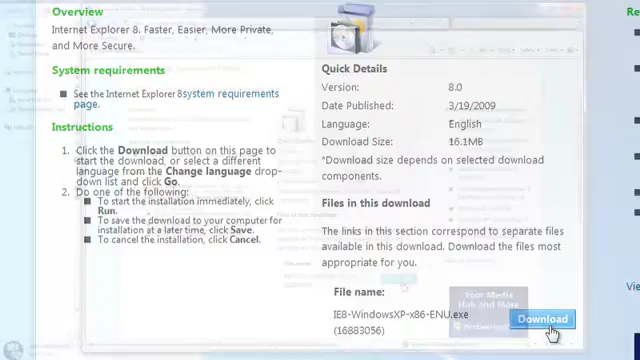 Overview
Internet Explorer 8. Faster, Easier, More Private,
and More Secure.
System requirements
See the Internet Explorer 8system requirements
page.
Instructions
1. Click the Download button on this page to
start the download, or select a different
language from the Change language drop-
down list and click Go.
2. Do one of the following:
To start the installation immediately, click
Run.
To save the download to your computer for
installation at a later time, click Save.
To cancel the installation, click Cancel.
Quick Details
Version: 8.0
Date Published: 3/19/2009
Language: English
Download Size: 16.1MB
*Download size depends on selected download
components.
Files in this download
The links in this section correspond to separate files
available in this download. Download the files most
appropriate for you.
File name:
IE8-WindowsXP-x86-ENU.exe
(16883056)
Your Media
Hub and More
Download
Re
Vie